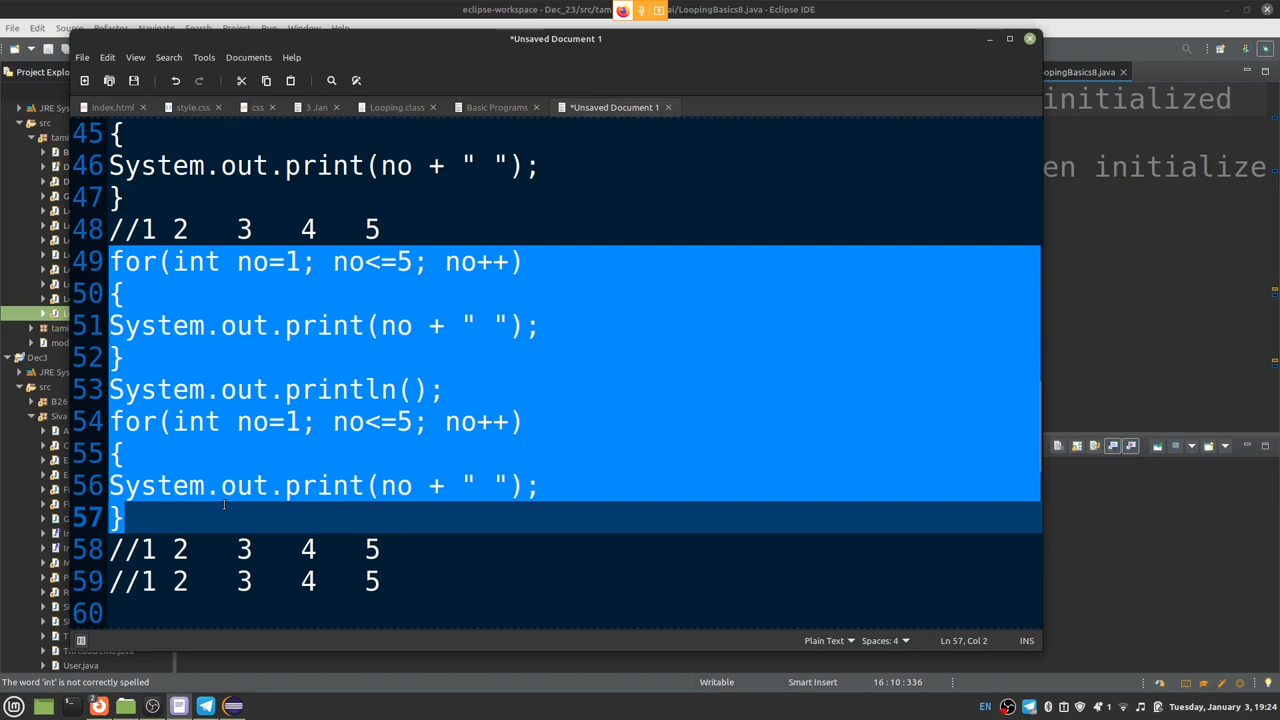 eclipse-workspace - Dec_23/src/tam
ai/LoopingBasics8.java - Eclipse IDE
File Edit Source Refactor Navigate Search Project Run Window Help
*Unsaved Document 1
File Edit View Search Tools Documents Help
Project Explo
oopingBasics8.java
index.html style.css css 3 Jan Looping.class Basic Programs *Unsaved Document 1
initialized
en initialize
JRE Sys
src
tami
mod
Dec3
JRE Sys
src
B26
Siva
User.java
45 {
46 System.out.print(no + " ");
47 }
48 //1 2 3 4 5
49 for(int no=1; no<=5; no++)
50 {
51 System.out.print(no + " ");
52 }
53 System.out.println();
54 for(int no=1; no<=5; no++)
55 {
56 System.out.print(no + " ");
57 }
58 //1 2 3 4 5
59 //1 2 3 4 5
60
Plain Text Spaces: 4 Ln 57, Col 2 INS
The word 'int' is not correctly spelled Writable Smart Insert 16 : 10 : 336
EN 1 Tuesday, January 3, 19:24